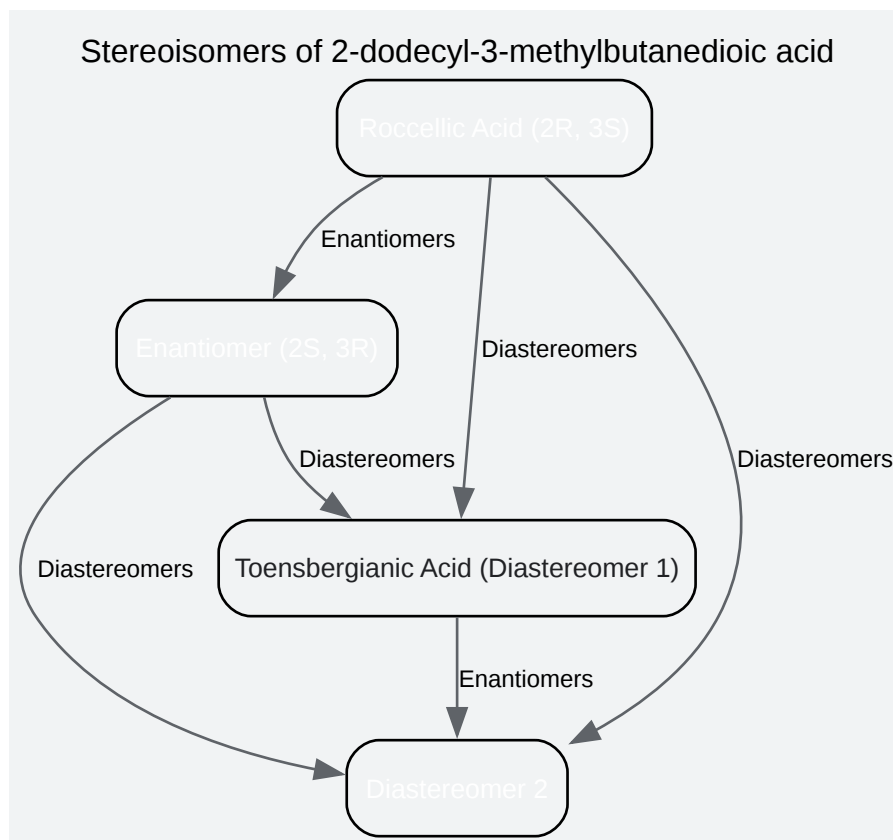 Stereoisomers of 2-dodecyl-3-methylbutanedioic acid
Roccellic Acid (2R, 3S)
Enantiomers
Enantiomer (2S, 3R)
Diastereomers
Diastereomers
Diastereomers
Diastereomers
Toensbergianic Acid (Diastereomer 1)
Enantiomers
Diastereomer 2